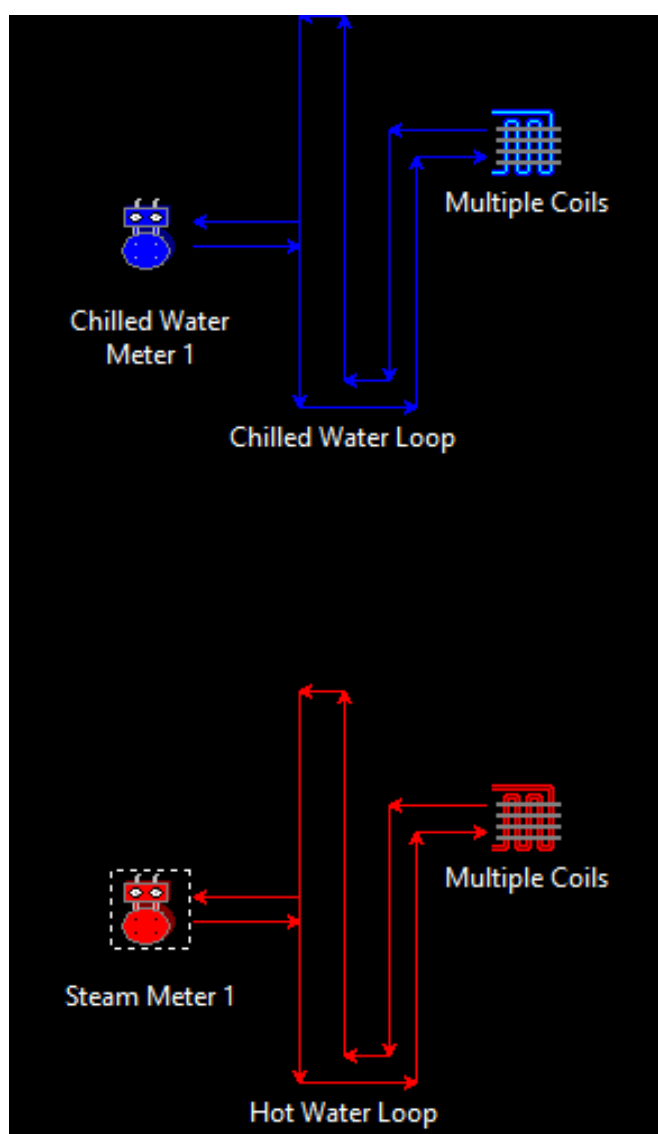 Multiple Coils
Chilled Water
Meter 1
Chilled Water Loop
Multiple Coils
Steam Meter 1
Hot Water Loop